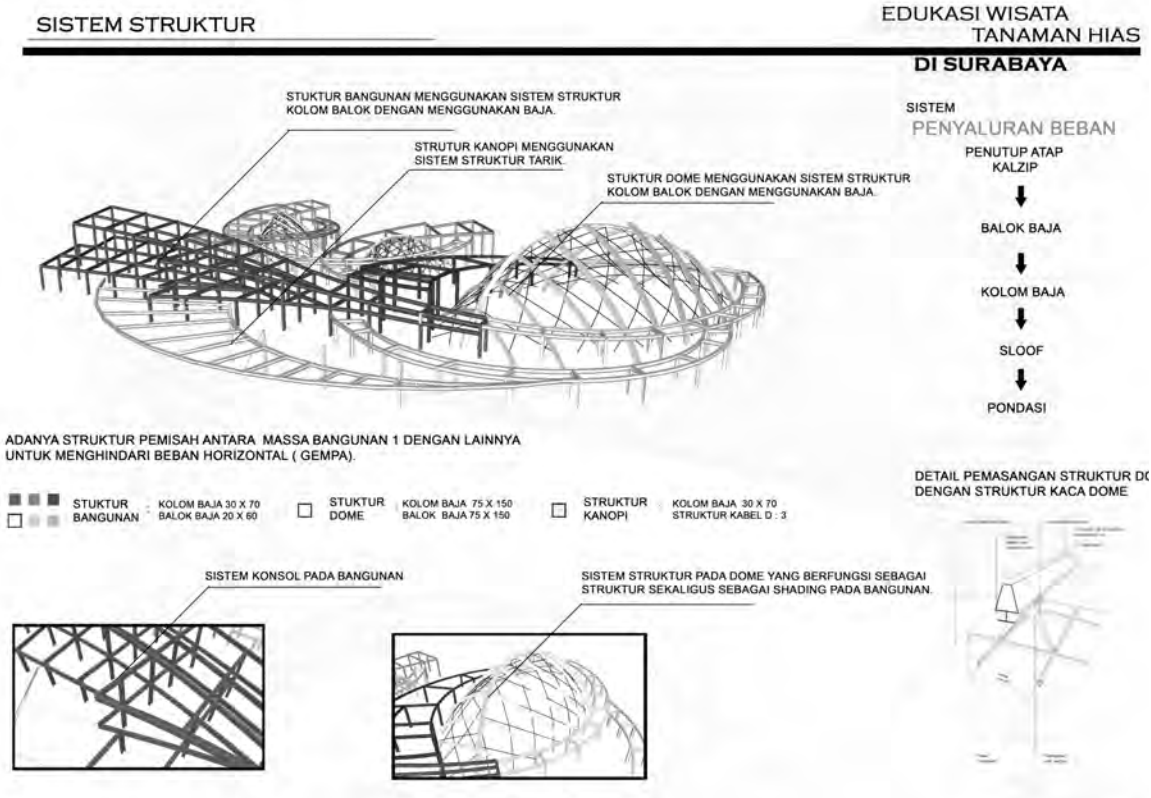 SISTEM STRUKTUR
EDUKASI WISATA
TANAMAN HIAS
DI SURABAYA
STUKTUR BANGUNAN MENGGUNAKAN SISTEM STRUKTUR
KOLOM BALOK DENGAN MENGGUNAKAN BAJA.
STRUTUR KANOPI MENGGUNAKAN
SISTEM STRUKTUR TARIK.
STUKTUR DOME MENGGUNAKAN SISTEM STRUKTUR
KOLOM BALOK DENGAN MENGGUNAKAN BAJA.
SISTEM
PENYALURAN BEBAN
PENUTUP ATAP
KALZIP
BALOK BAJA
KOLOM BAJA
SLOOF
PONDASI
ADANYA STRUKTUR PEMISAH ANTARA MASSA BANGUNAN 1 DENGAN LAINNYA
UNTUK MENGHINDARI BEBAN HORIZONTAL ( GEMPA).
STUKTUR
BANGUNAN
: KOLOM BAJA 30 X 70
BALOK BAJA 20 X 60
STUKTUR
DOME
KOLOM BAJA 75 X 150
BALOK BAJA 75 X 150
STRUKTUR
KANOPI
KOLOM BAJA 30 X 70
STRUKTUR KABEL D : 3
DETAIL PEMASANGAN STRUKTUR DO
DENGAN STRUKTUR KACA DOME
SISTEM KONSOL PADA BANGUNAN
SISTEM STRUKTUR PADA DOME YANG BERFUNGSI SEBAGAI
STRUKTUR SEKALIGUS SEBAGAI SHADING PADA BANGUNAN.